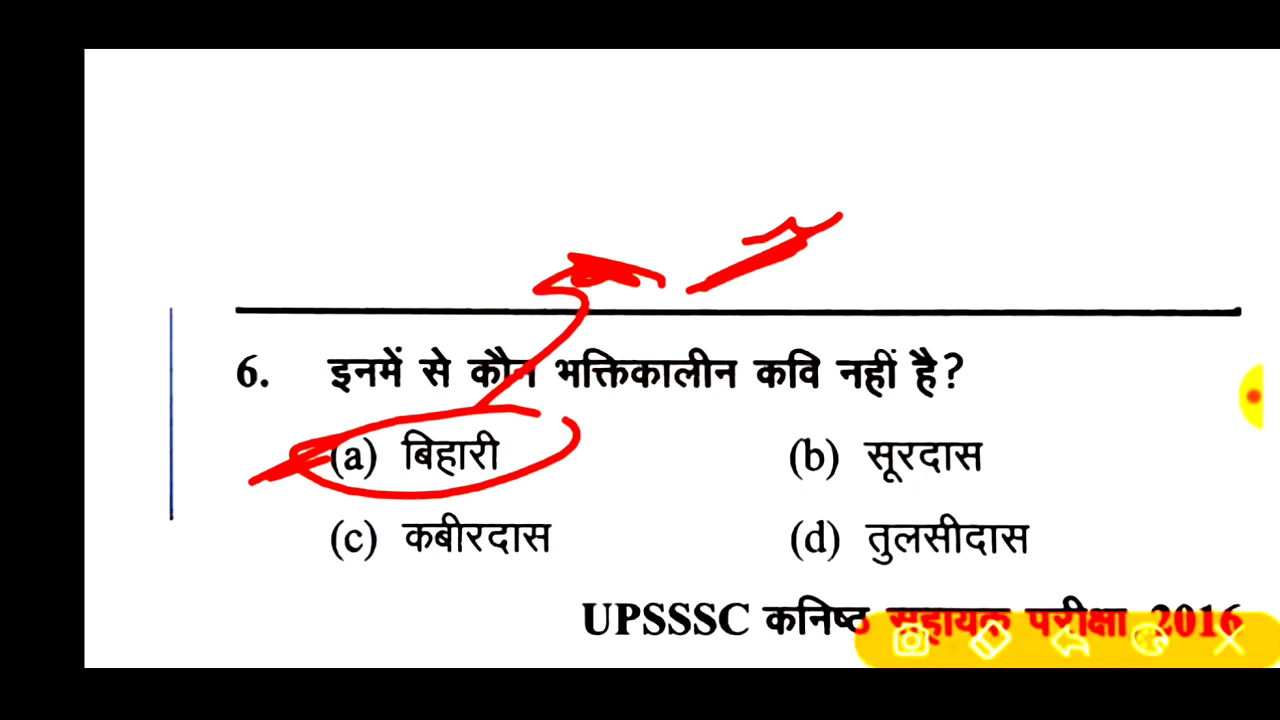 6. इनमें से कौन भक्तिकालीन कवि नहीं है?
(a) बिहारी (b) सूरदास
(c) कबीरदास (d) तुलसीदास
UPSSSC कनिष्ठ सहायक परीक्षा 2016